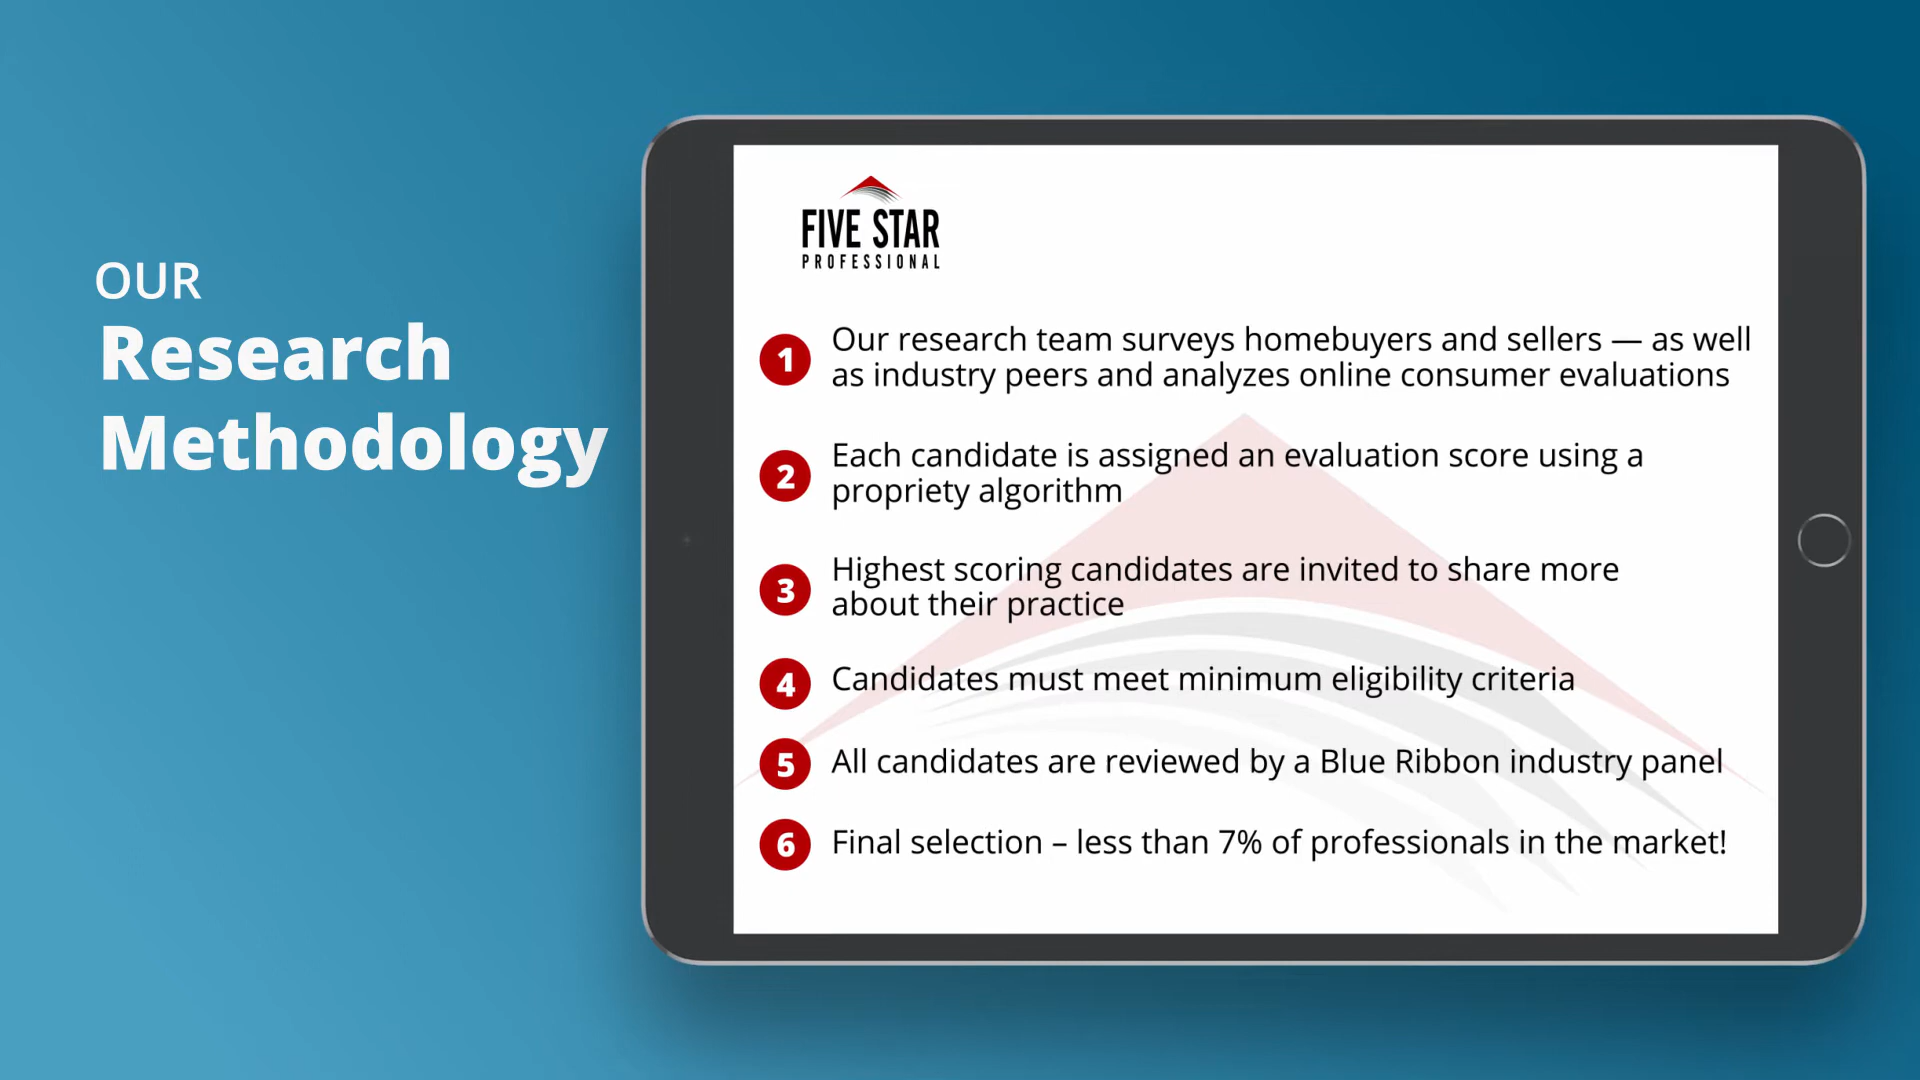 OUR
Research
Methodology
FIVE STAR
PROFESSIONAL
1 Our research team surveys homebuyers and sellers — as well
as industry peers and analyzes online consumer evaluations
2 Each candidate is assigned an evaluation score using a
propriety algorithm
3 Highest scoring candidates are invited to share more
about their practice
4 Candidates must meet minimum eligibility criteria
5 All candidates are reviewed by a Blue Ribbon industry panel
6 Final selection – less than 7% of professionals in the market!